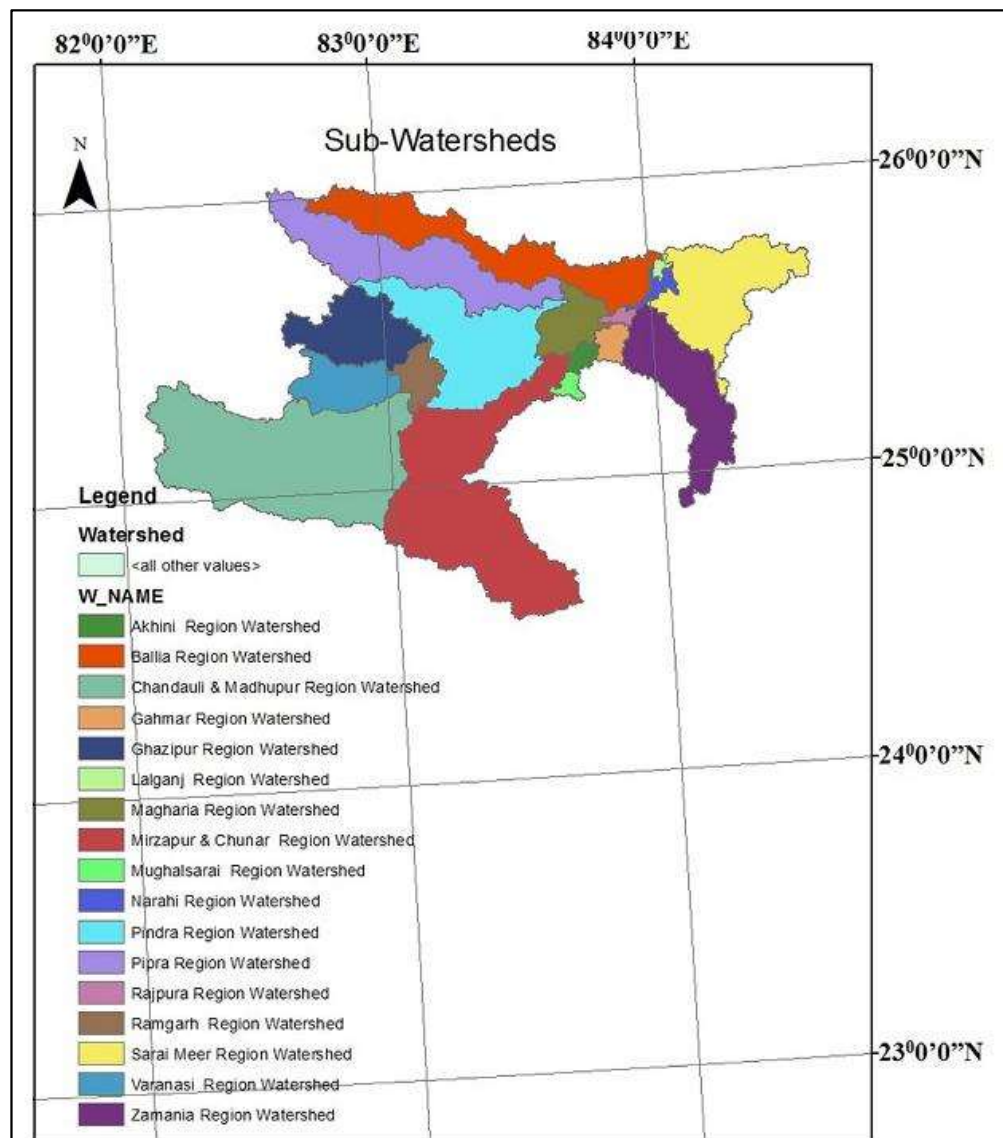 82⁰0'0”E 83⁰0'0”E 84⁰0'0”E
N
Sub-Watersheds
26⁰0'0”N
25⁰0'0”N
Legend
Watershed
<all other values>
W_NAME
Akhini Region Watershed
Ballia Region Watershed
Chandauli & Madhupur Region Watershed
24⁰0'0”N
Gahmar Region Watershed
Ghazipur Region Watershed
Lalganj Region Watershed
Magharia Region Watershed
Mirzapur & Chunar Region Watershed
Mughalsarai Region Watershed
Narahi Region Watershed
Pindra Region Watershed
Pipra Region Watershed
Rajpura Region Watershed
Ramgarh Region Watershed
Sarai Meer Region Watershed
23⁰0'0”N
Varanasi Region Watershed
Zamania Region Watershed